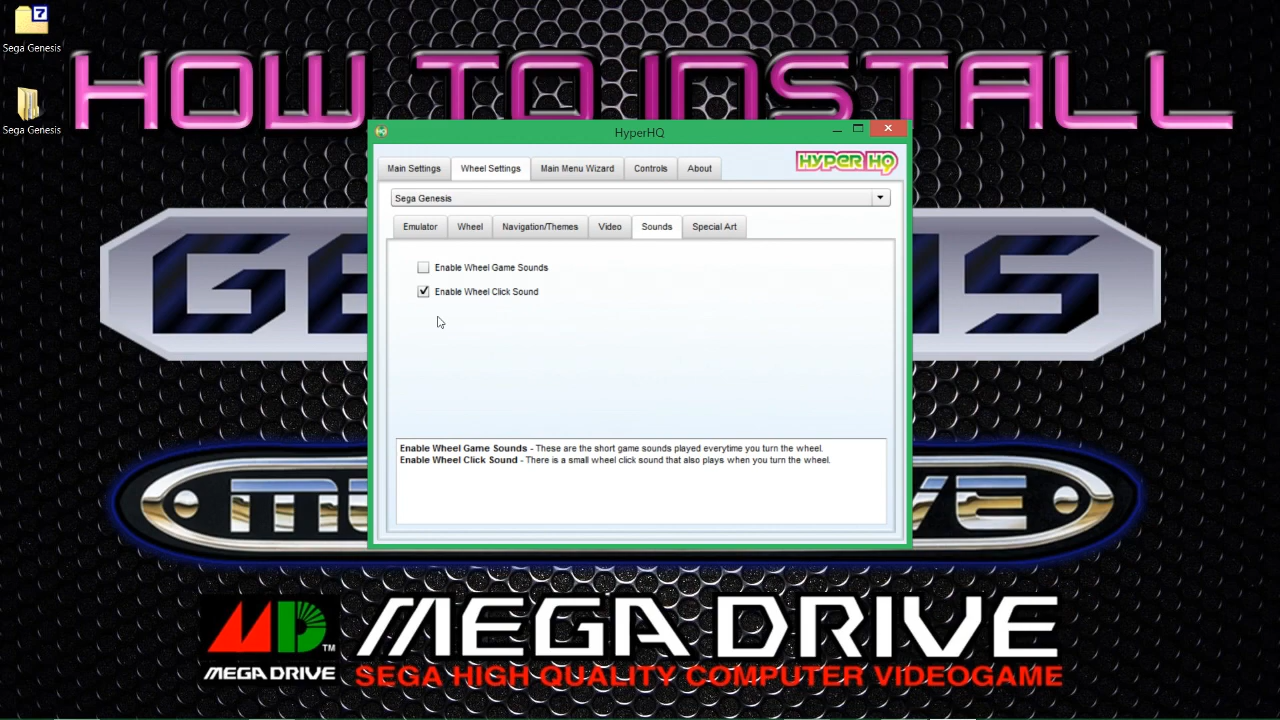 Sega Genesis
Sega Genesis
HOW TO INSTALL
HyperHQ
Main Settings
Wheel Settings
Main Menu Wizard
Controls
About
HYPER HQ
Sega Genesis
Emulator
Wheel
Navigation/Themes
Video
Sounds
Special Art
Enable Wheel Game Sounds
Enable Wheel Click Sound
Enable Wheel Game Sounds - These are the short game sounds played everytime you turn the wheel.
Enable Wheel Click Sound - There is a small wheel click sound that also plays when you turn the wheel.
MD TM
MEGA DRIVE
MEGA DRIVE
SEGA HIGH QUALITY COMPUTER VIDEOGAME